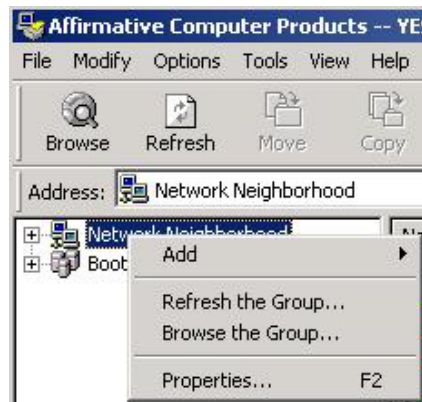 Affirmative Computer Products -- YE
File Modify Options Tools View Help
Browse Refresh Move Copy
Address: Network Neighborhood
Network Neighborhood
Boot
Add
Refresh the Group...
Browse the Group...
Properties... F2